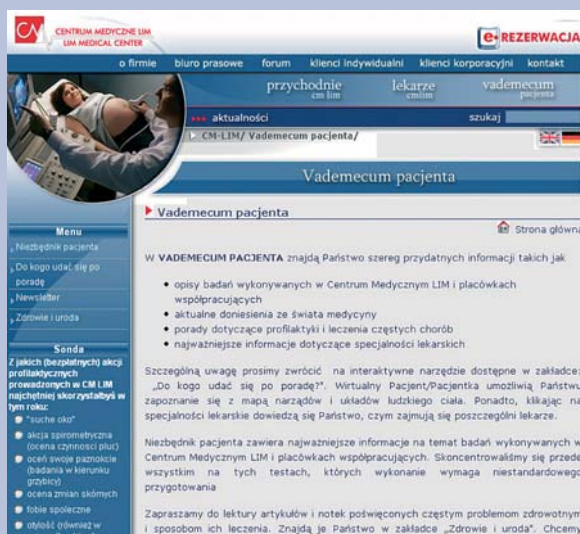 CM CENTRUM MEDYCZNE LIM
LIM MEDICAL CENTER
e REZERWACJA
o firmie biuro prasowe forum klienci indywidualni klienci korporacyjni kontakt
przychodnie lekarze vademecum
cm lim cmlim pacjenta
aktualności szukaj
CM-LIM/ Vademecum pacjenta/
Vademecum pacjenta
Vademecum pacjenta
Strona główna
Menu
Niezbędnik pacjenta
Do kogo udać się po
poradę
Newsletter
Zdrowie i uroda
Sonda
Z jakich (bezpłatnych) akcji
profilaktycznych
prowadzonych w CM LIM
najchętniej skorzystałbyś w
tym roku:
"suche oko"
akcja spirometryczna
(ocena czynności płuc)
oceń swoje paznokcie
(badania w kierunku
grzybicy)
ocena zmian skórnych
fobie społeczne
otyłość (również w
W VADEMECUM PACJENTA znajdą Państwo szereg przydatnych informacji takich jak
opisy badań wykonywanych w Centrum Medycznym LIM i placówkach
współpracujących
aktualne doniesienia ze świata medycyny
porady dotyczące profilaktyki i leczenia częstych chorób
najważniejsze informacje dotyczące specjalności lekarskich
Szczególną uwagę prosimy zwrócić na interaktywne narzędzie dostępne w zakładce:
„Do kogo udać się po poradę?". Wirtualny Pacjent/Pacjentka umożliwią Państwu
zapoznanie się z mapą narządów i układów ludzkiego ciała. Ponadto, klikając na
specjalności lekarskie dowiedzą się Państwo, czym zajmują się poszczególni lekarze.
Niezbędnik pacjenta zawiera najważniejsze informacje na temat badań wykonywanych w
Centrum Medycznym LIM i placówkach współpracujących. Skoncentrowaliśmy się przede
wszystkim na tych testach, których wykonanie wymaga niestandardowego
przygotowania
Zapraszamy do lektury artykułów i notek poświęconych częstym problemom zdrowotnym
i sposobom ich leczenia. Znajdą je Państwo w zakładce „Zdrowie i uroda". Chcemy